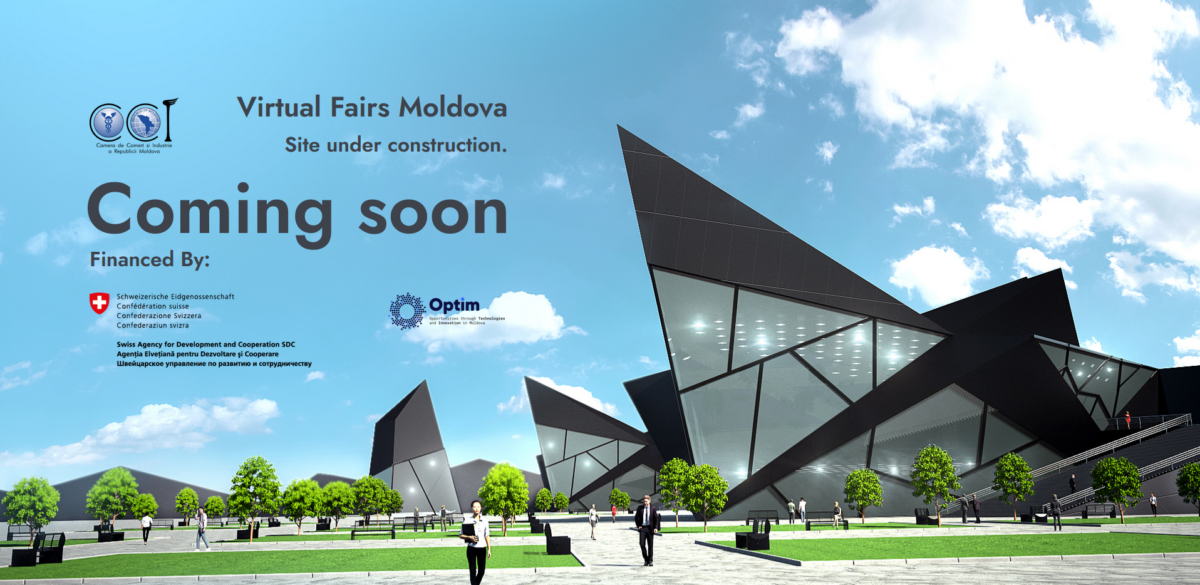 CCI
Camera de Comerț și Industrie
a Republicii Moldova
Virtual Fairs Moldova
Site under construction.
Coming soon
Financed By:
Schweizerische Eidgenossenschaft
Confédération suisse
Confederazione Svizzera
Confederaziun svizra
Swiss Agency for Development and Cooperation SDC
Agenția Elvețiană pentru Dezvoltare și Cooperare
Швейцарское управление по развитию и сотрудничеству
Optim
Opportunities through Technologies
and Innovation in Moldova